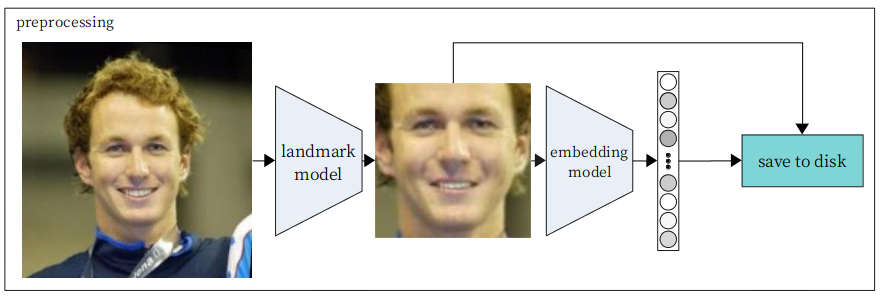 preprocessing
landmark
model
embedding
model
save to disk